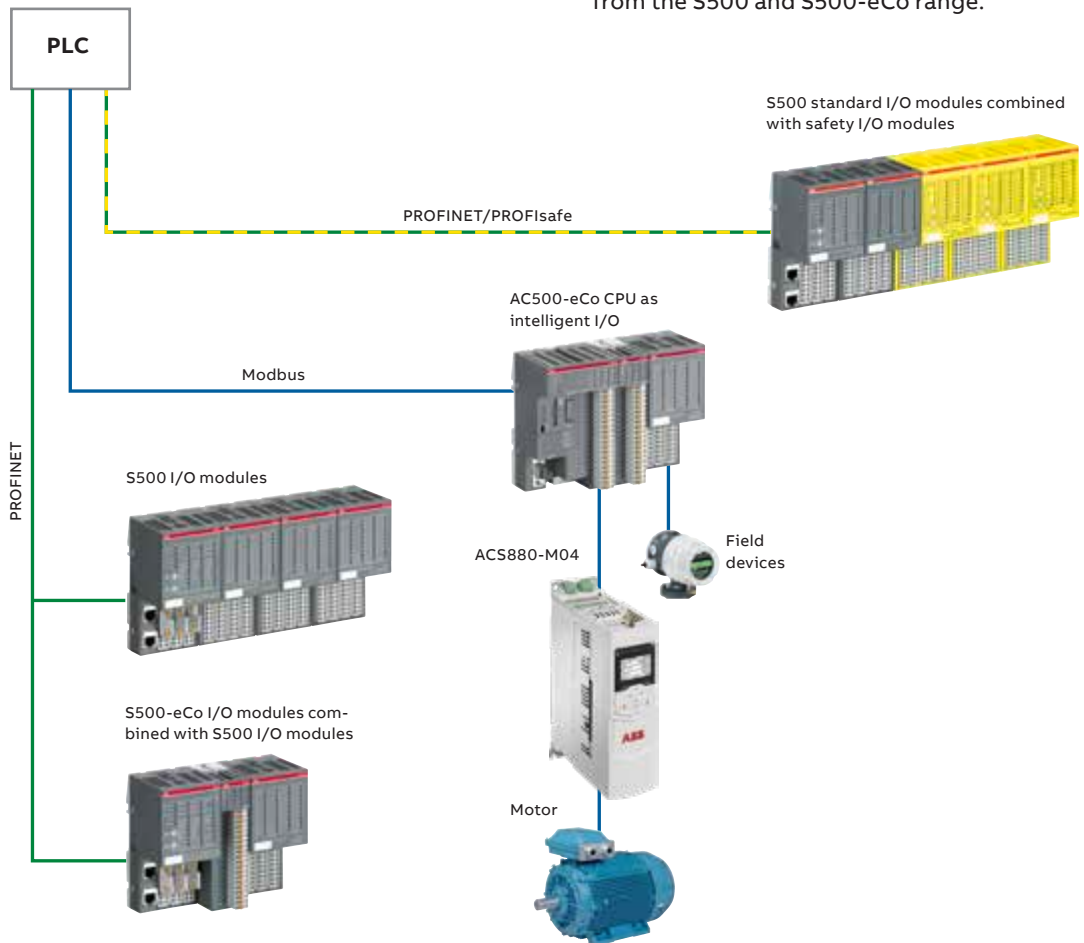 from the S500 and S500-eCo range.
PLC
S500 standard I/O modules combined
with safety I/O modules
PROFINET/PROFIsafe
AC500-eCo CPU as
intelligent I/O
Modbus
PROFINET
S500 I/O modules
ACS880-M04
Field
devices
S500-eCo I/O modules com-
bined with S500 I/O modules
ABB
Motor